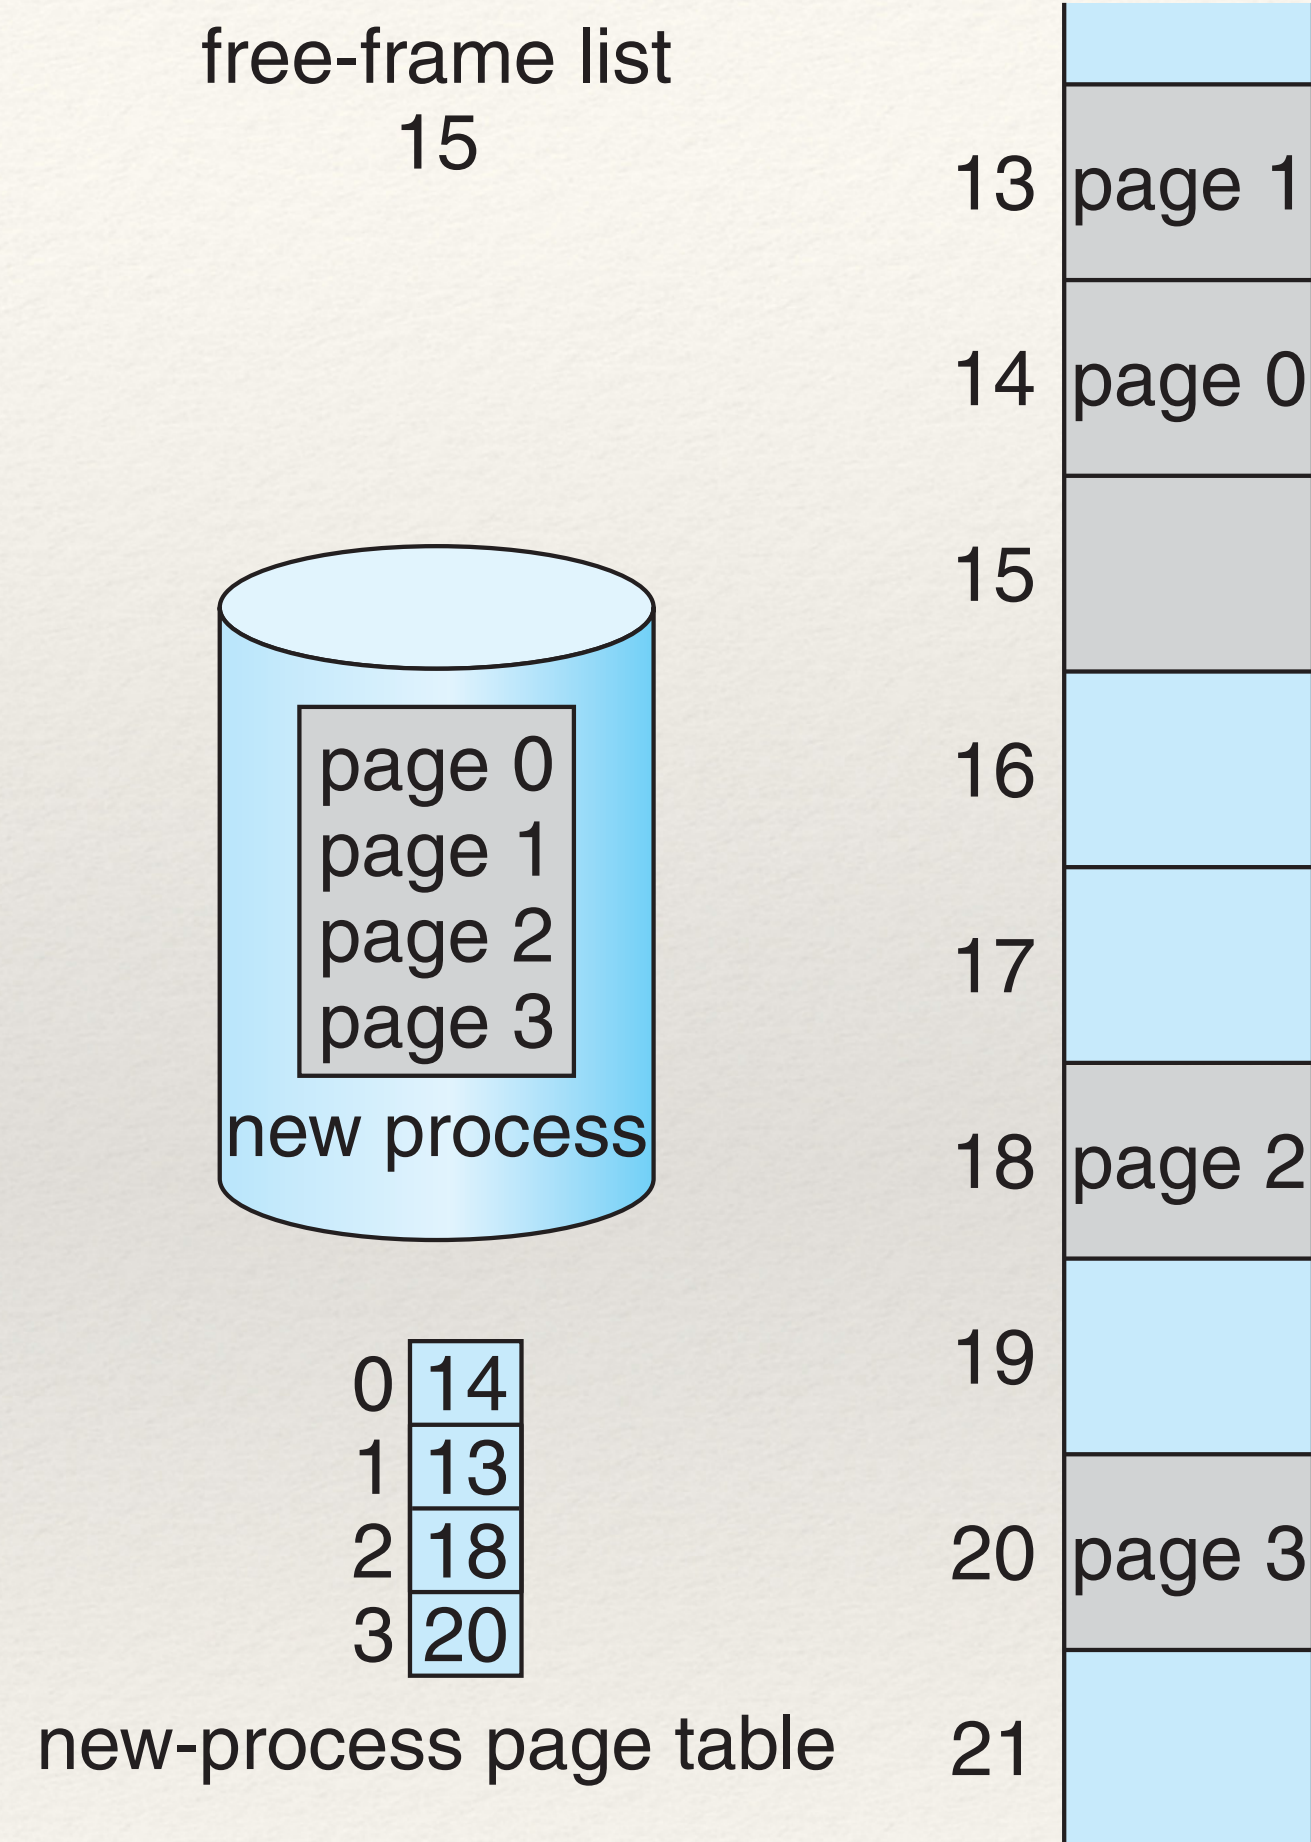 free-frame list
15
page 0
page 1
page 2
page 3
new process
0 14
1 13
2 18
3 20
new-process page table
13 page 1
14 page 0
15
16
17
18 page 2
19
20 page 3
21